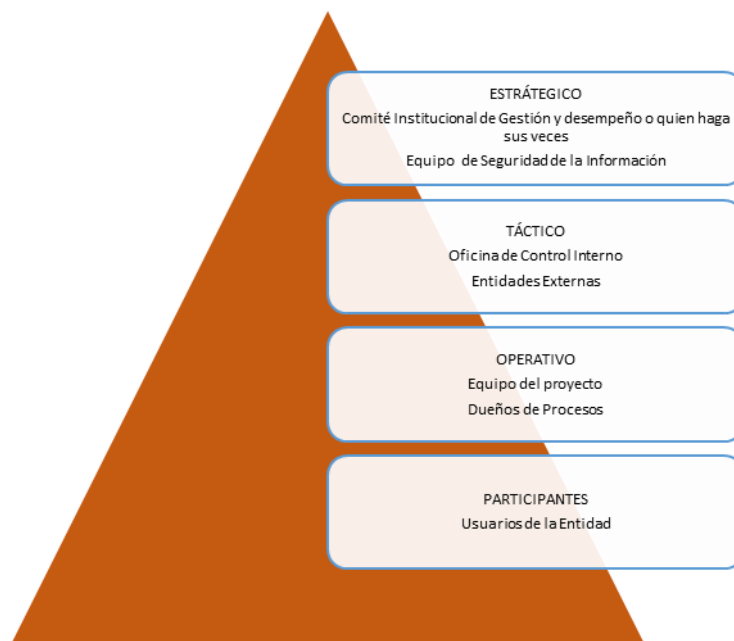 ESTRÁTEGICO
Comité Institucional de Gestión y desempeño o quien haga
sus veces
Equipo de Seguridad de la Información
TÁCTICO
Oficina de Control Interno
Entidades Externas
OPERATIVO
Equipo del proyecto
Dueños de Procesos
PARTICIPANTES
Usuarios de la Entidad